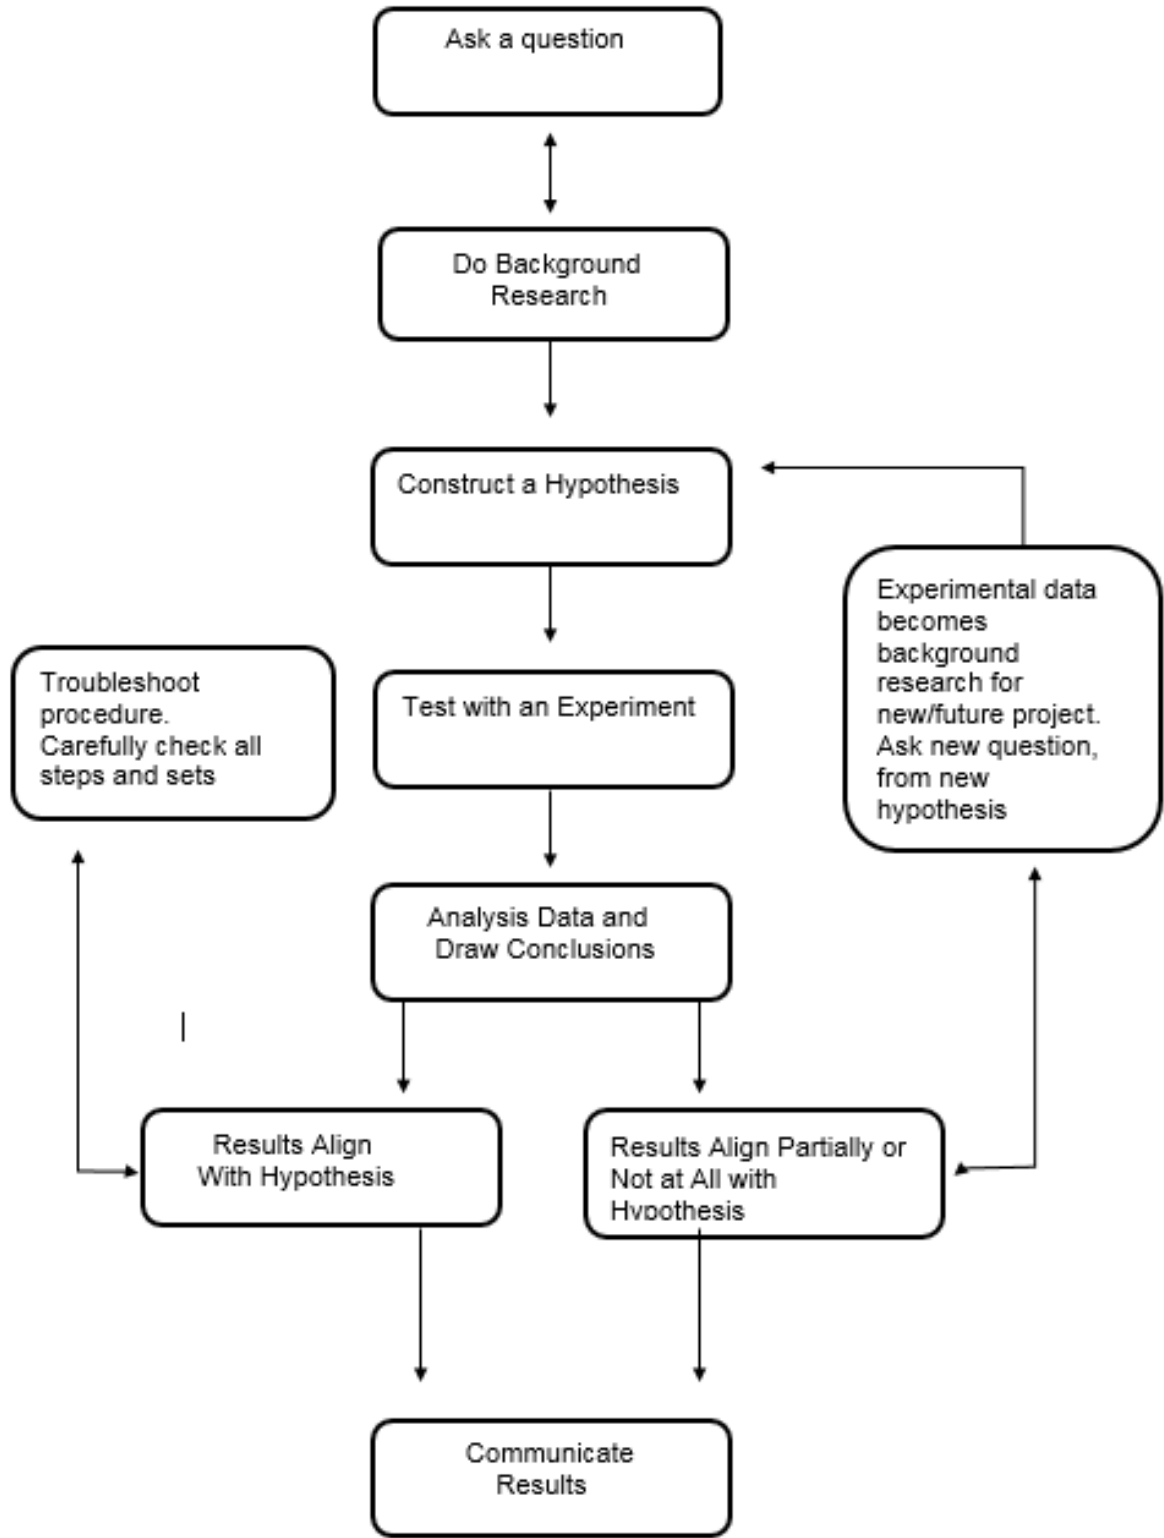 Ask a question
Do Background
Research
Construct a Hypothesis
Experimental data
becomes
background
research for
new/future project.
Ask new question,
from new
hypothesis
Troubleshoot
procedure.
Carefully check all
steps and sets
Test with an Experiment
Analysis Data and
Draw Conclusions
Results Align
With Hypothesis
Results Align Partially or
Not at All with
Hypothesis
Communicate
Results